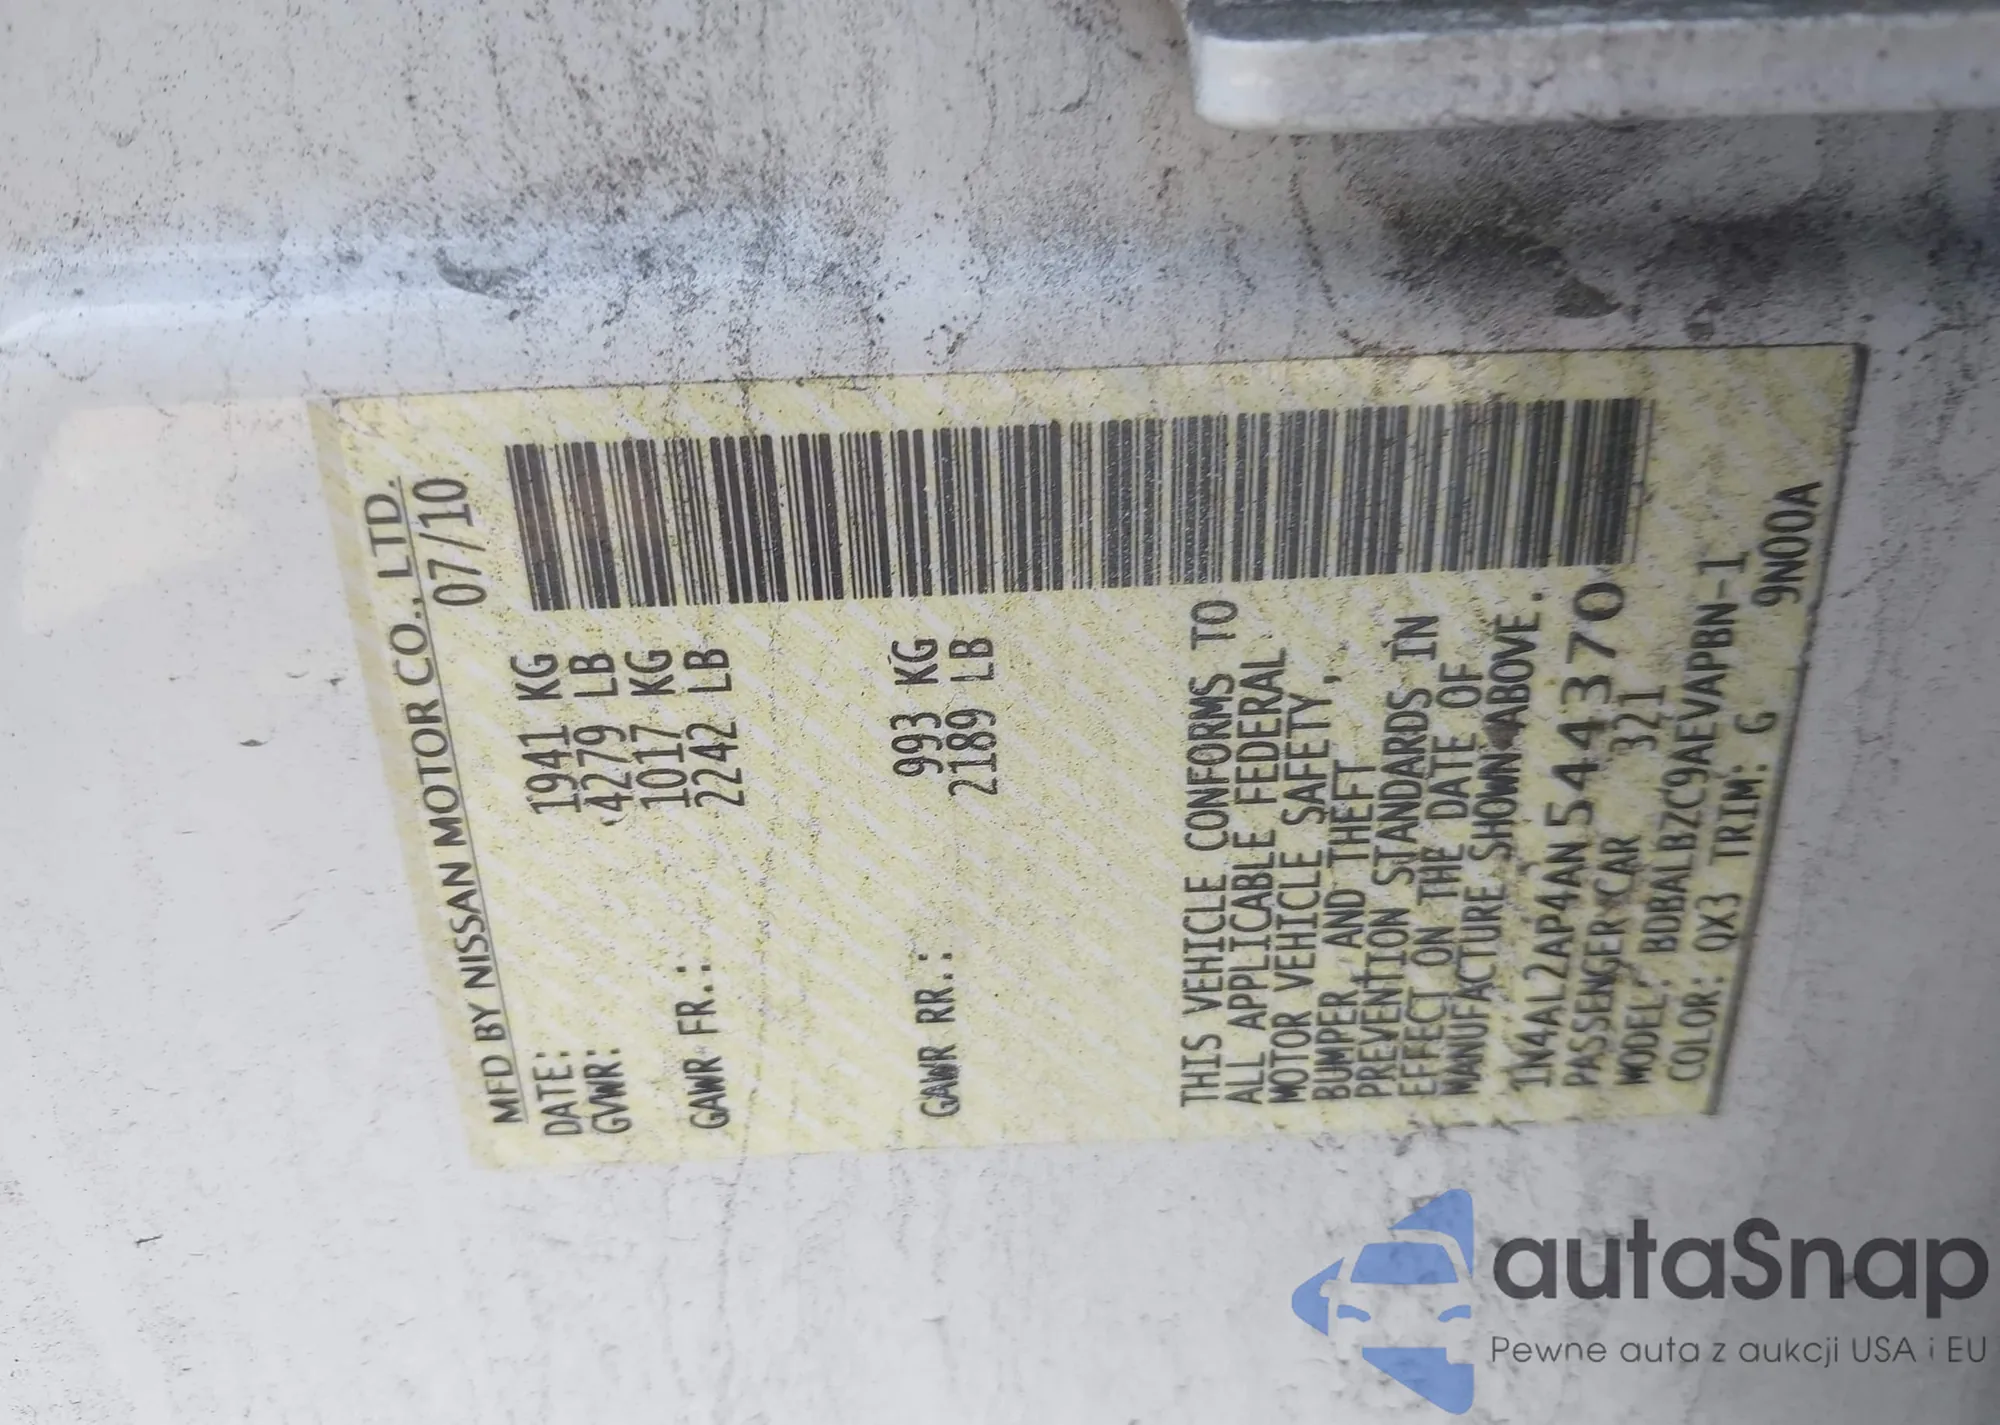 MFD BY NISSAN MOTOR CO., LTD.
DATE: 07/10
GVWR: 1941 KG
4279 LB
GAWR FR.: 1017 KG
2242 LB
GAWR RR.: 993 KG
2189 LB
THIS VEHICLE CONFORMS TO
ALL APPLICABLE FEDERAL
MOTOR VEHICLE SAFETY,
BUMPER, AND THEFT
PREVENTION STANDARDS IN
EFFECT ON THE DATE OF
MANUFACTURE SHOWN ABOVE.
1N4AL2AP4AN544370
PASSENGER CAR 321
MODEL: BDBALBZC9AEVAPBN-1
COLOR: QX3 TRIM: G 9N00A
autaSnap
Pewne auta z aukcji USA i EU